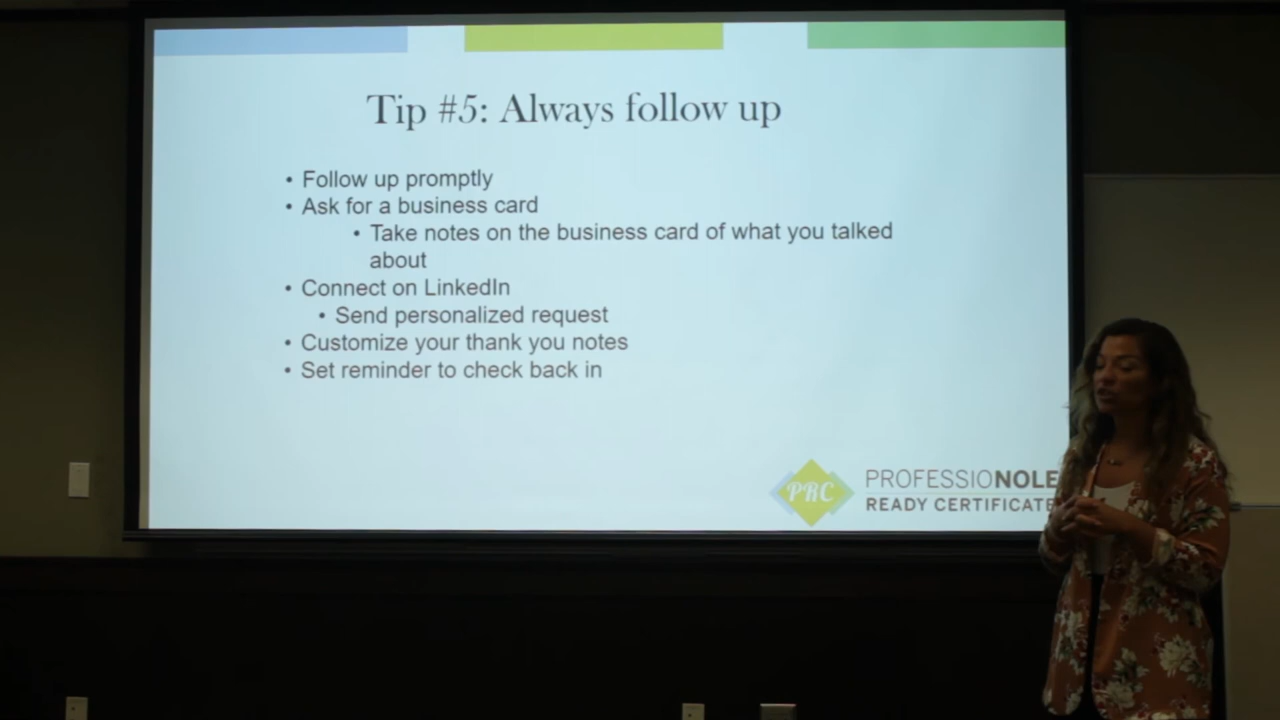 Tip #5: Always follow up
• Follow up promptly
• Ask for a business card
• Take notes on the business card of what you talked
about
• Connect on LinkedIn
• Send personalized request
• Customize your thank you notes
• Set reminder to check back in
PRC
PROFESSIONOLE
READY CERTIFICATE